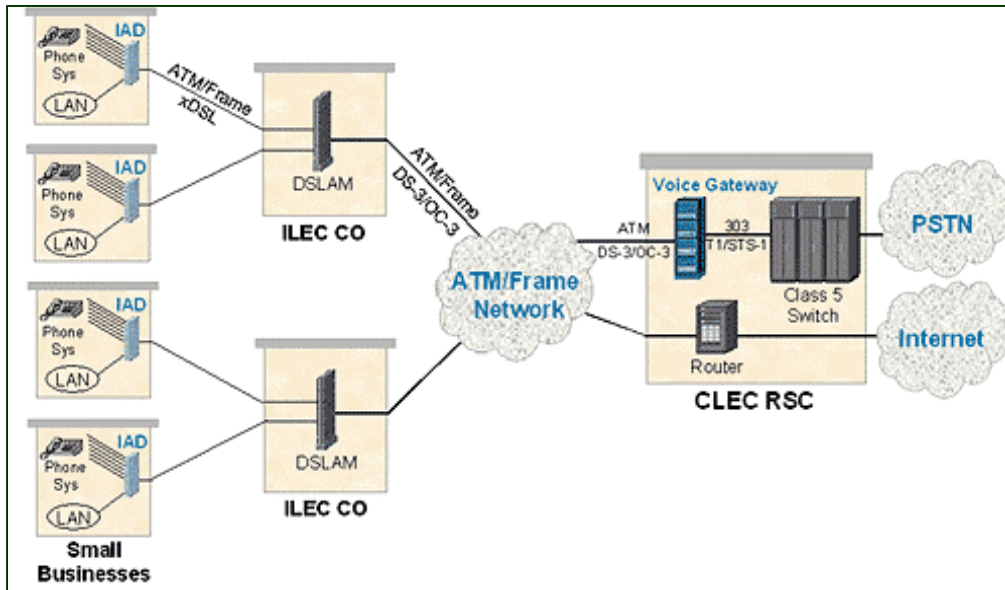 IAD
Phone
Sys
LAN
ATM/Frame
xDSL
IAD
Phone
Sys
LAN
DSLAM
ILEC CO
ATM/Frame
DS-3/OC-3
IAD
Phone
Sys
LAN
IAD
Phone
Sys
LAN
Small
Businesses
DSLAM
ILEC CO
ATM/Frame
Network
ATM
DS-3/OC-3
Voice Gateway
303
T1/STS-1
Class 5
Switch
Router
CLEC RSC
PSTN
Internet